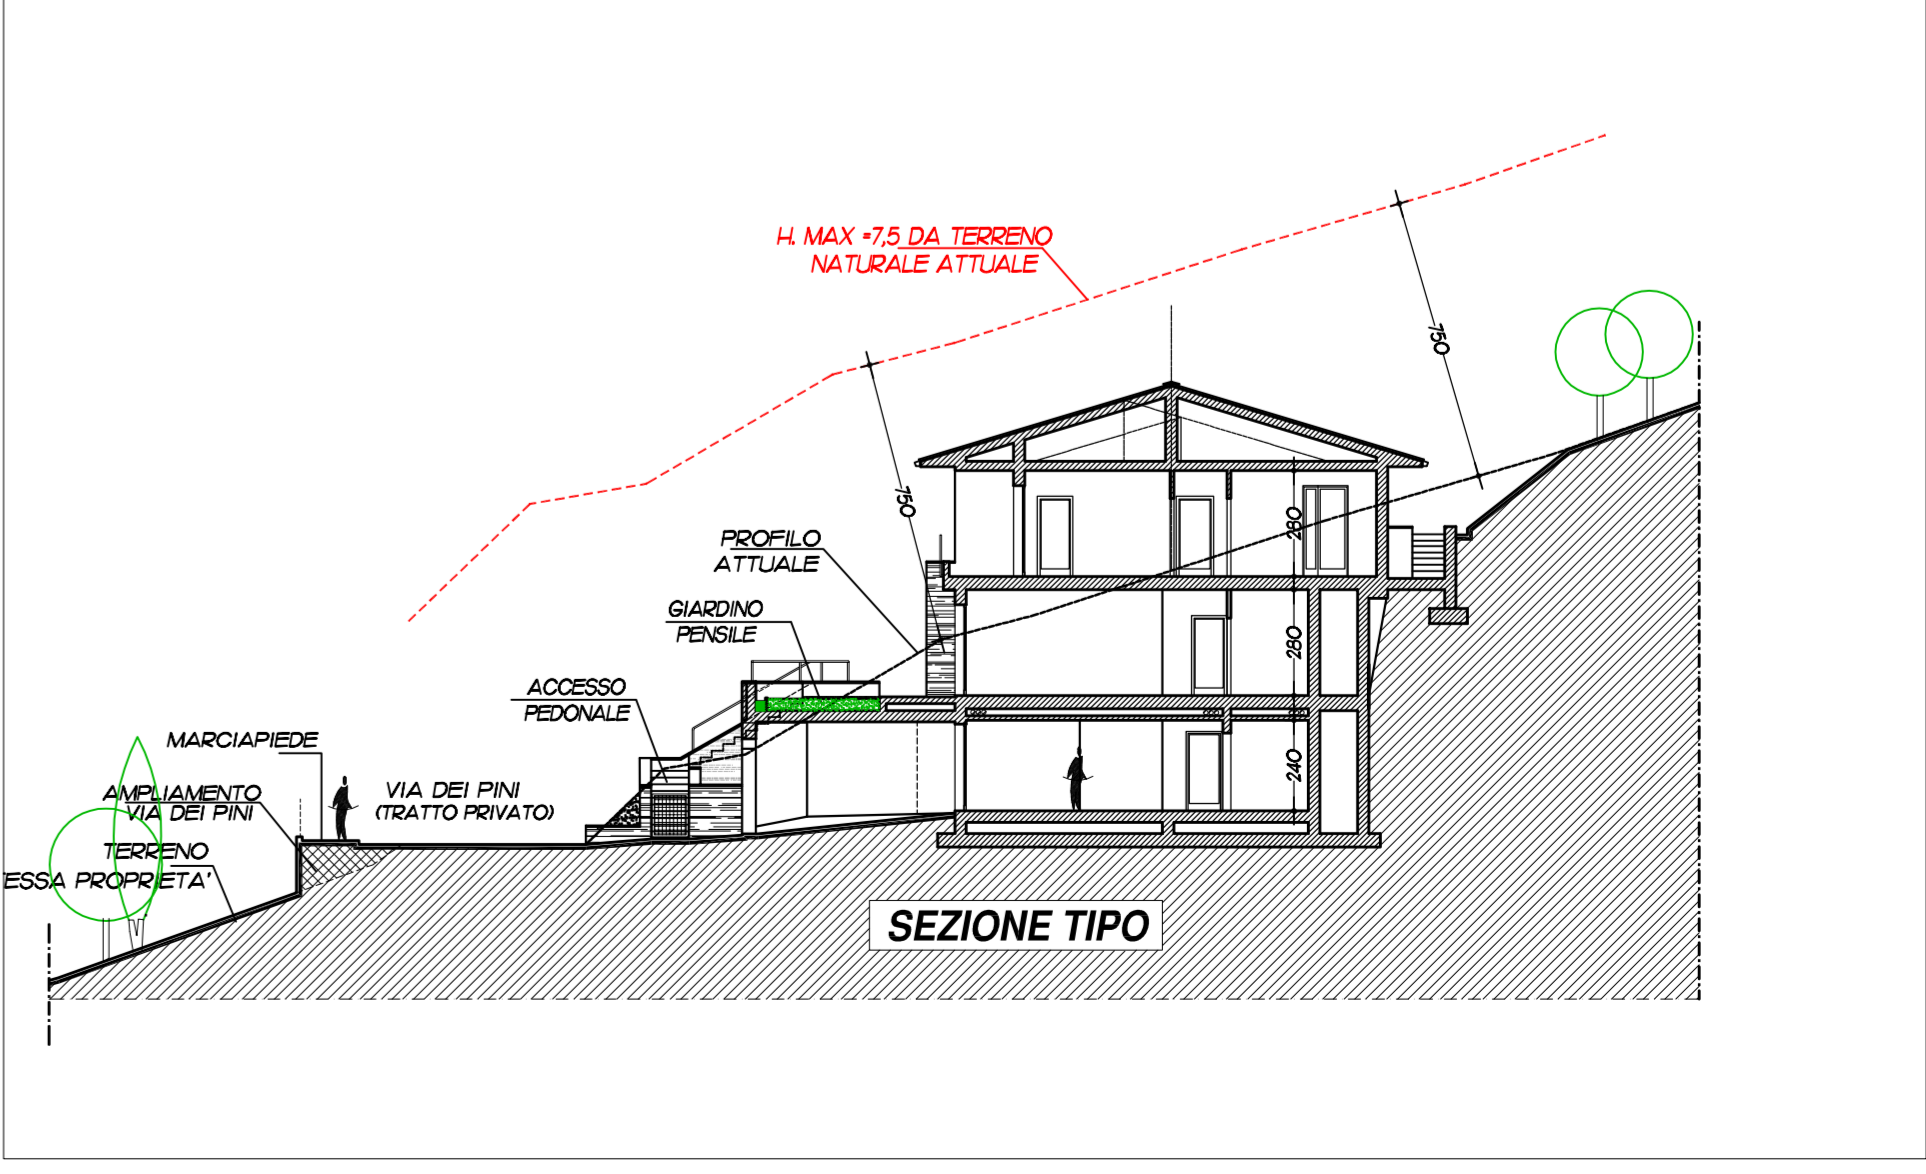 H. MAX =7,5 DA TERRENO
NATURALE ATTUALE
750
750
PROFILO
ATTUALE
280
GIARDINO
PENSILE
280
ACCESSO
PEDONALE
240
MARCIAPIEDE
AMPLIAMENTO
VIA DEI PINI
VIA DEI PINI
(TRATTO PRIVATO)
TERRENO
TESSA PROPRIETA'
SEZIONE TIPO